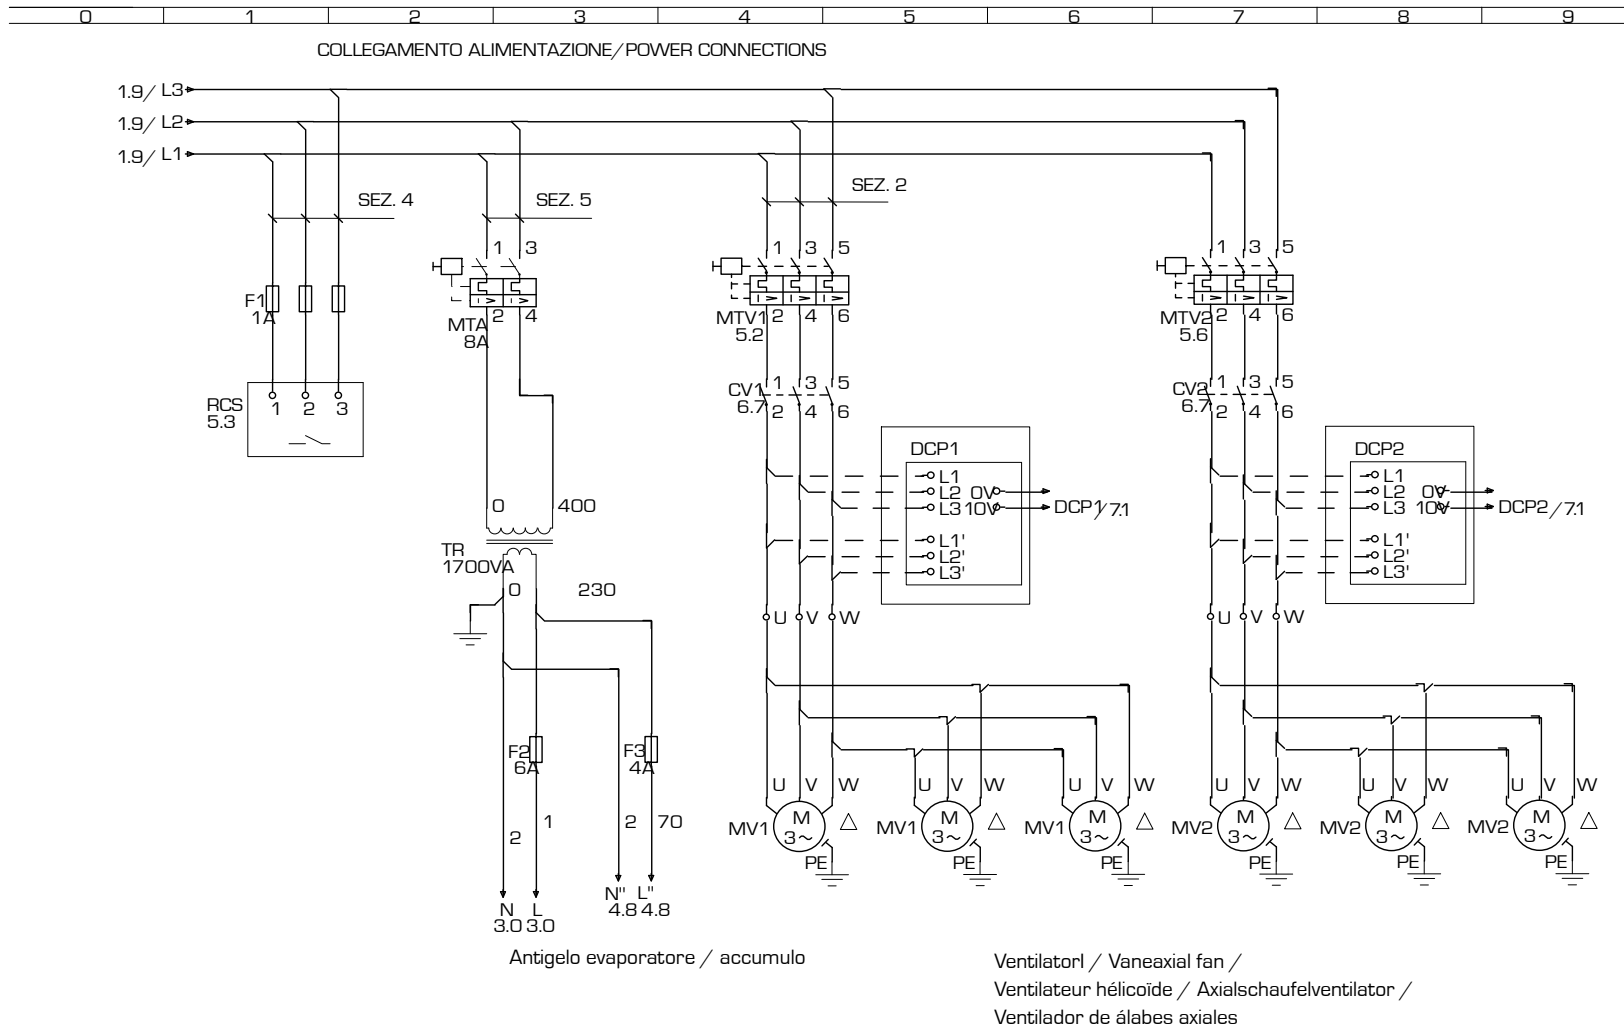 0 1 2 3 4 5 6 7 8 9
COLLEGAMENTO ALIMENTAZIONE/POWER CONNECTIONS
1.9/ L3
1.9/ L2
1.9/ L1
SEZ. 4
SEZ. 5
SEZ. 2
1 3
1 3 5
1 3 5
F1
1A
MTA
8A
2 4
MTV1
5.2
2 4 6
MTV2
5.6
2 4 6
RCS
5.3
1 2 3
CV1
6.7
1 3 5
2 4 6
CV2
6.7
1 3 5
2 4 6
DCP1
L1
L2 0V
L3 10V
DCP1/7.1
L1'
L2'
L3'
DCP2
L1
L2 0V
L3 10V
DCP2/7.1
L1'
L2'
L3'
0 400
TR
1700VA
0 230
U V W
U V W
F2
6A
F3
4A
2 1 2 70
U V W
U V W
U V W
U V W
U V W
U V W
MV1 M 3~ △ PE
MV1 M 3~ △ PE
MV1 M 3~ △ PE
MV2 M 3~ △ PE
MV2 M 3~ △ PE
MV2 M 3~ △ PE
N
3.0
L
3.0
N"
4.8
L"
4.8
Antigelo evaporatore / accumulo
VentilatorI / Vaneaxial fan /
Ventilateur hélicoïde / Axialschaufelventilator /
Ventilador de álabes axiales